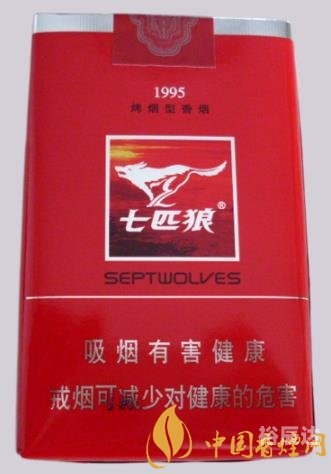 1995
烤烟型香烟
七匹狼®
SEPTWOLVES
吸烟有害健康
戒烟可减少对健康的危害
中国香烟网